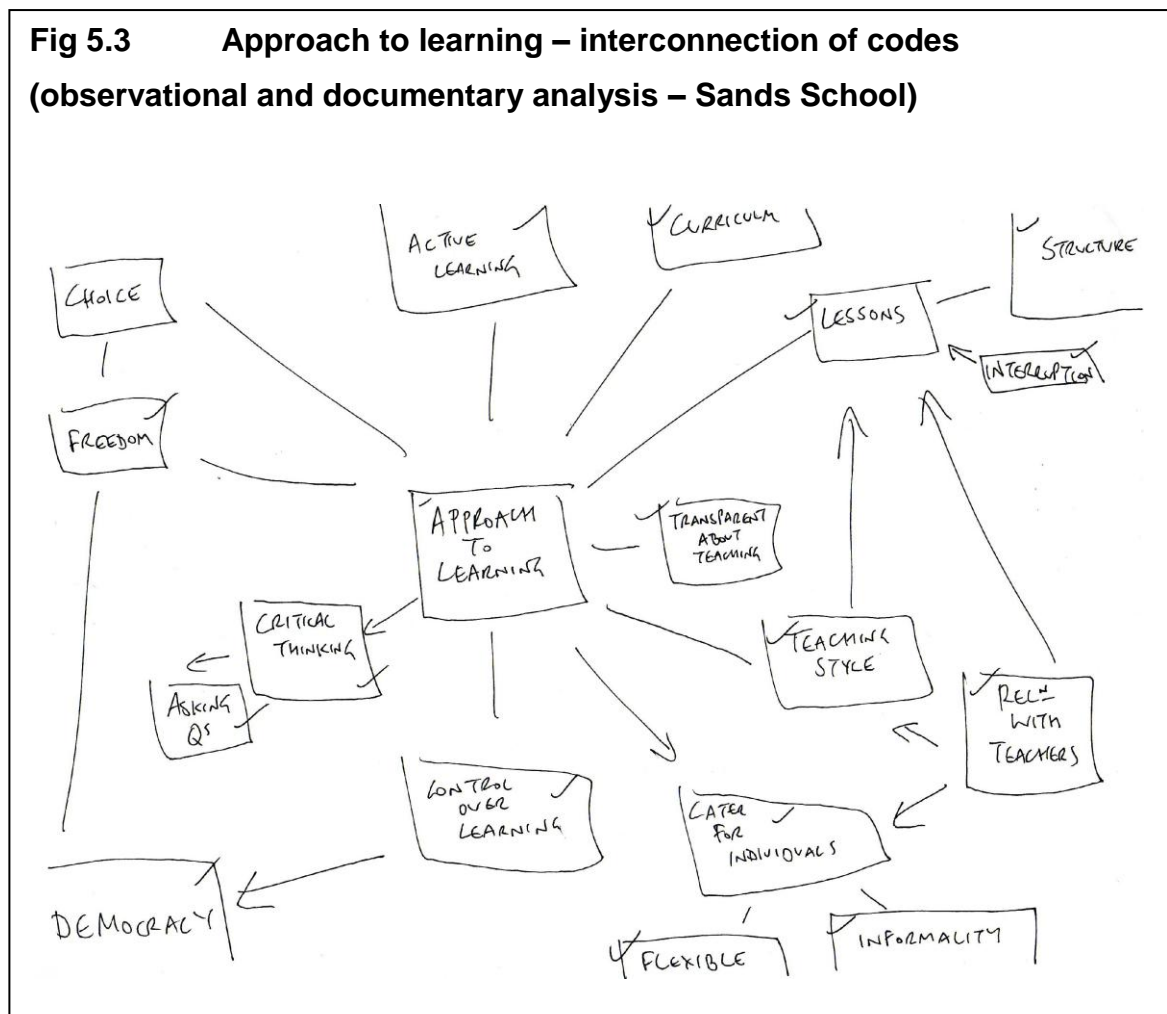 Fig 5.3 Approach to learning – interconnection of codes
(observational and documentary analysis – Sands School)
CHOICE
ACTIVE
LEARNING
CURRICULM
STRUCTURE
LESSONS
INTERRUPTION
FREEDOM
APPROACH
TO
LEARNING
TRANSPARENT
ABOUT
TEACHING
CRITICAL
THINKING
TEACHING
STYLE
ASKING
Qs
RELN
WITH
TEACHERS
CONTROL
OVER
LEARNING
CATER
FOR
INDIVIDUALS
DEMOCRACY
FLEXIBLE
INFORMALITY